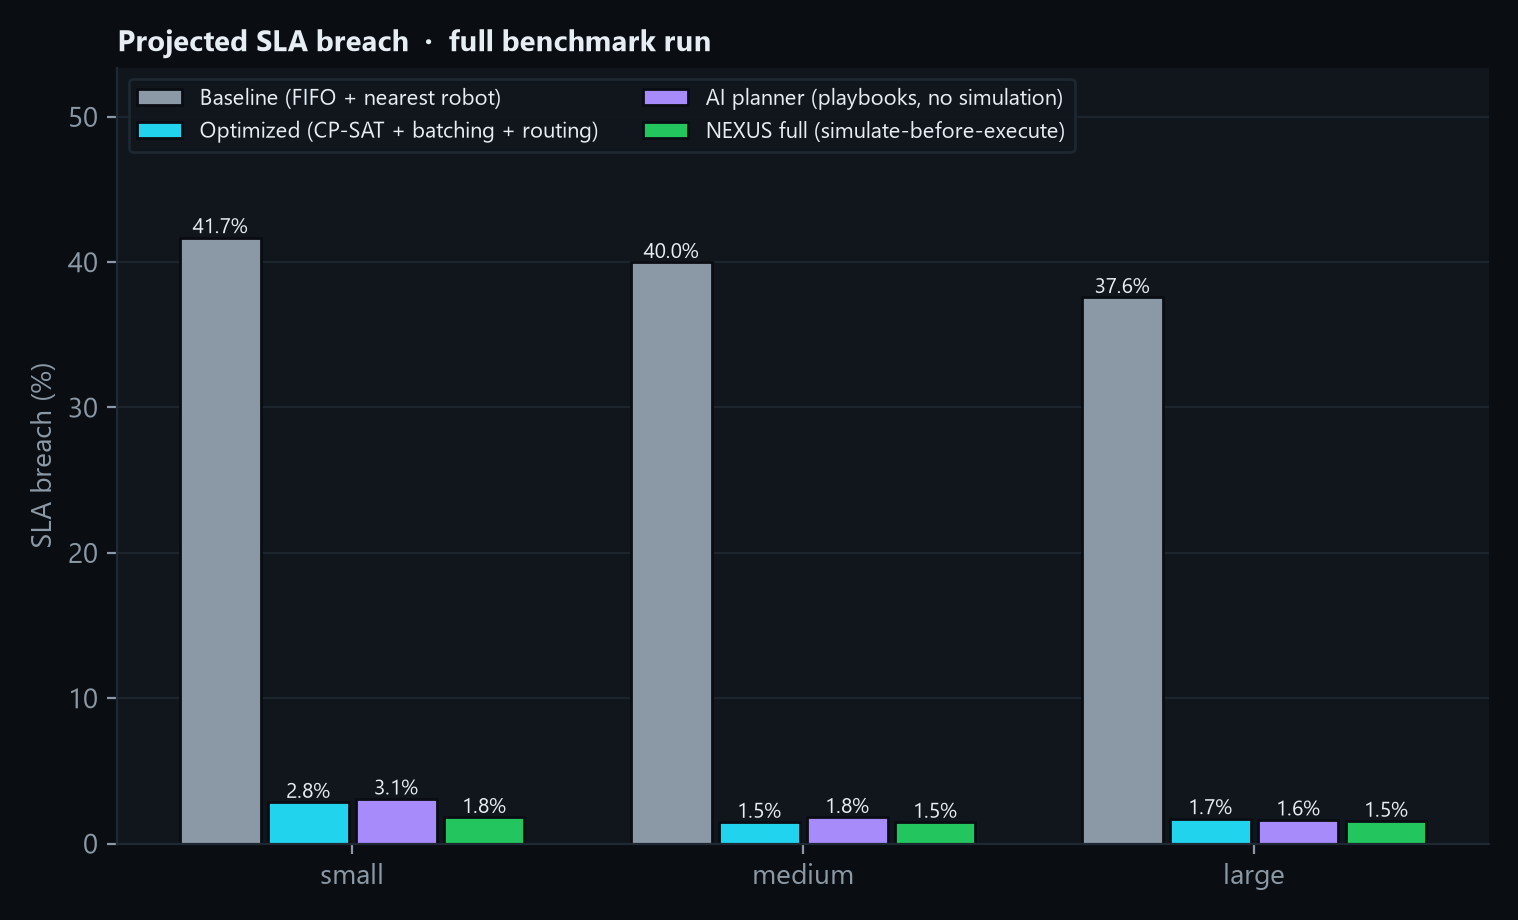 Projected SLA breach · full benchmark run
Baseline (FIFO + nearest robot)
Optimized (CP-SAT + batching + routing)
AI planner (playbooks, no simulation)
NEXUS full (simulate-before-execute)
SLA breach (%)
50
40
30
20
10
0
41.7%
2.8%
3.1%
1.8%
40.0%
1.5%
1.8%
1.5%
37.6%
1.7%
1.6%
1.5%
small
medium
large